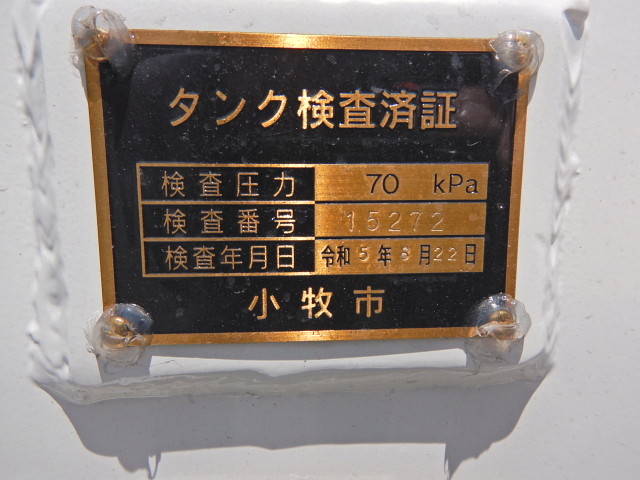 タンク検査済証
検査圧力 70 kPa
検査番号 15272
検査年月日 令和5年6月22日
小牧市